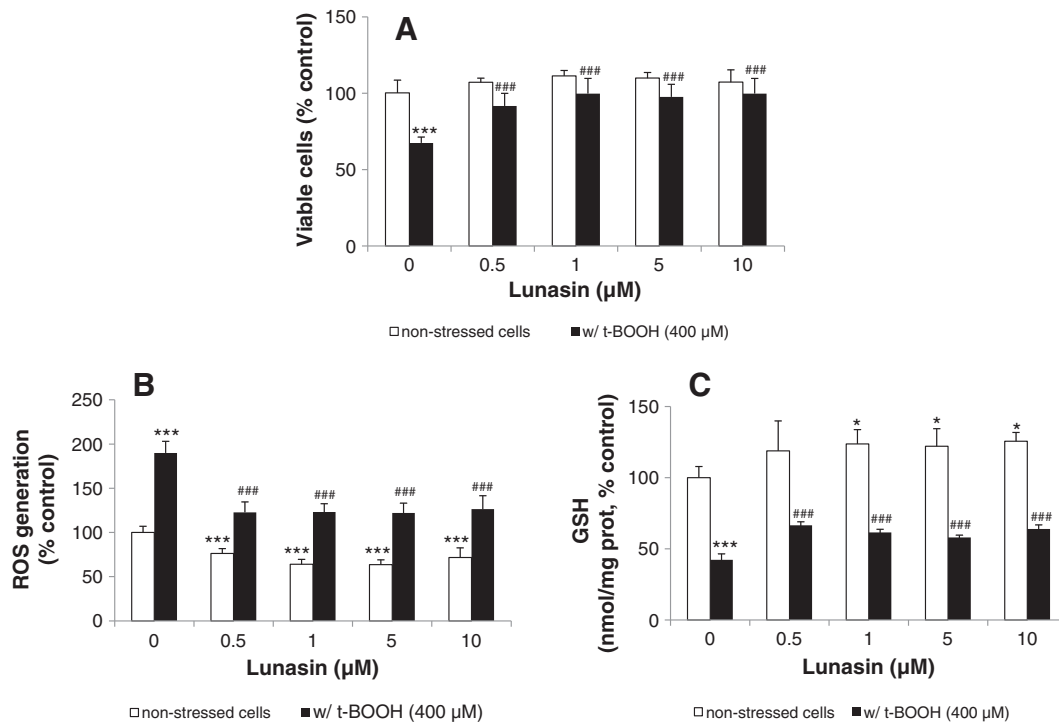 A
Viable cells (% control)
150
100
50
0
***
###
###
###
###
0 0.5 1 5 10
Lunasin (µM)
non-stressed cells w/ t-BOOH (400 µM)
B
ROS generation
(% control)
250
200
150
100
50
0
***
***
###
***
###
***
###
***
###
0 0.5 1 5 10
Lunasin (µM)
non-stressed cells w/ t-BOOH (400 µM)
C
GSH
(nmol/mg prot, % control)
150
100
50
0
***
###
*
###
*
###
*
###
0 0.5 1 5 10
Lunasin (µM)
non-stressed cells w/ t-BOOH (400 µM)